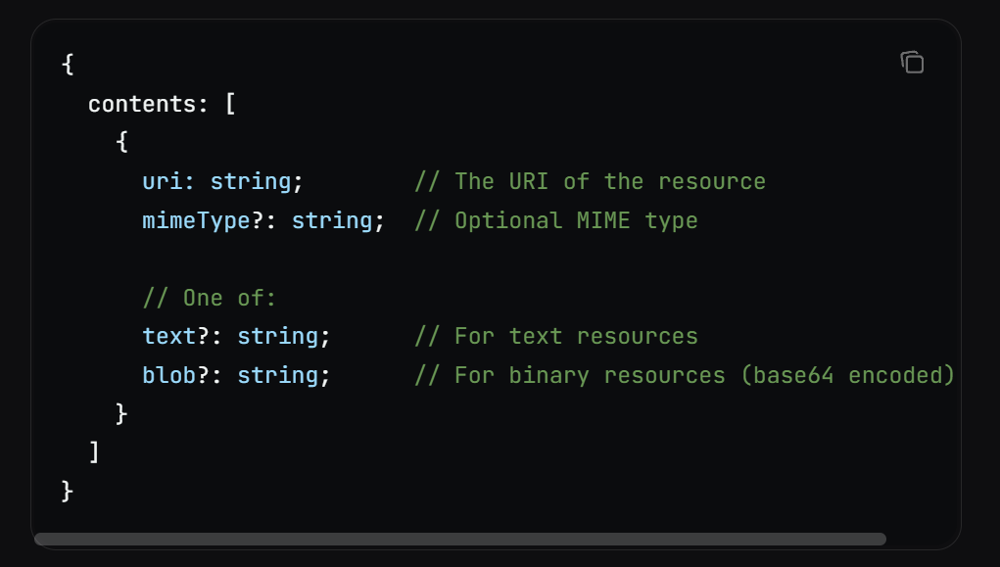 {
  contents: [
    {
      uri: string;        // The URI of the resource
      mimeType?: string;  // Optional MIME type

      // One of:
      text?: string;      // For text resources
      blob?: string;      // For binary resources (base64 encoded)
    }
  ]
}